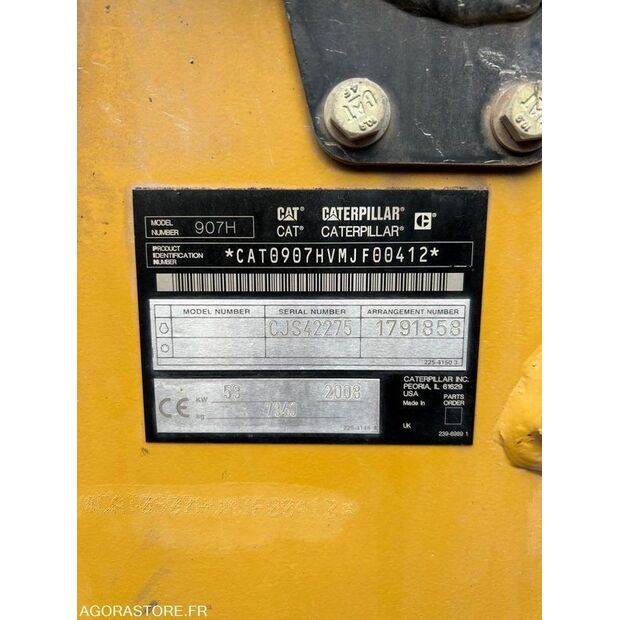 MODEL NUMBER 907H CAT® CATERPILLAR® C®
CAT® CATERPILLAR®
PRODUCT IDENTIFICATION NUMBER *CAT0907HVMJF00412*
MODEL NUMBER SERIAL NUMBER ARRANGEMENT NUMBER
CJS42275 1791858
225-4150 3
KW 53 2008
CE kg
CATERPILLAR INC.
PEORIA, IL 61629
USA PARTS
Made In ORDER
UK
239-6989 1
AGORASTORE.FR